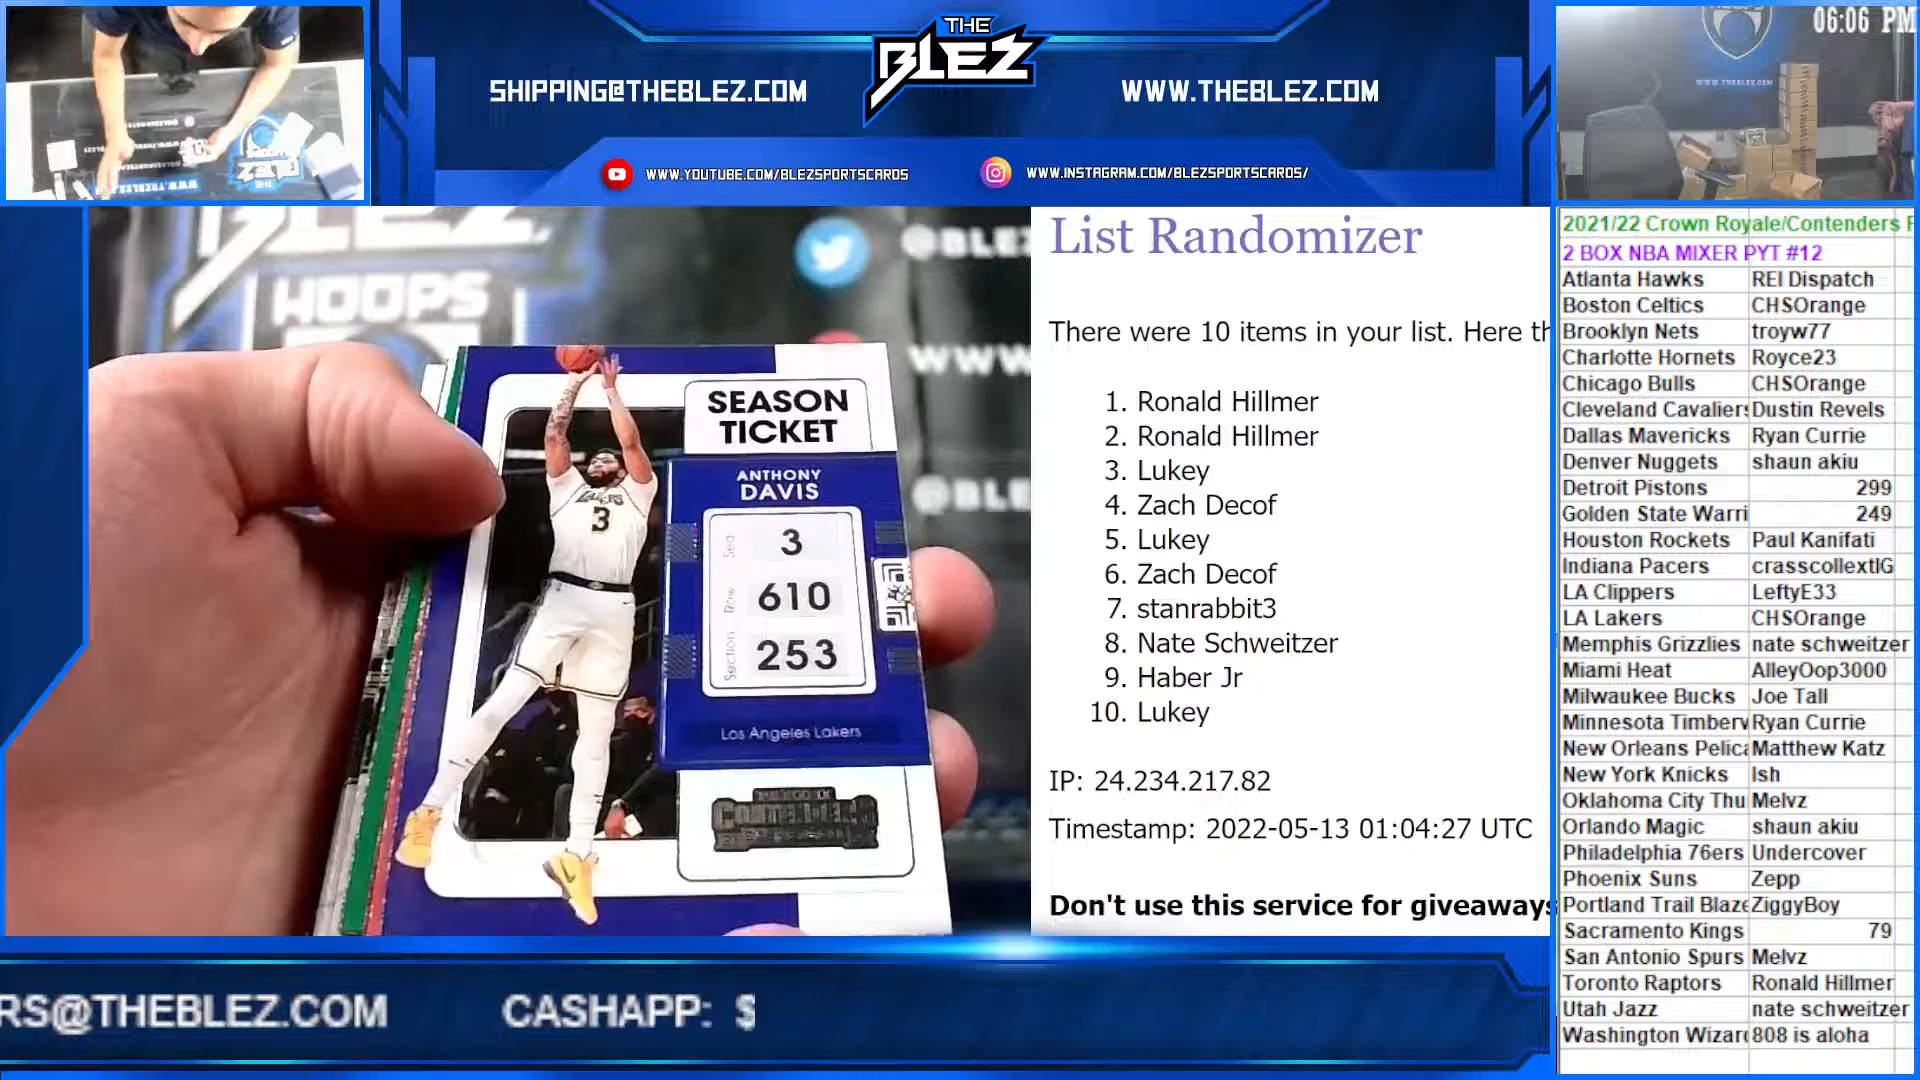 06:06 PM
WWW.THEBLEZ.COM
THE
BLEZ
SHIPPING@THEBLEZ.COM
WWW.THEBLEZ.COM
WWW.YOUTUBE.COM/BLEZSPORTSCARDS
WWW.INSTAGRAM.COM/BLEZSPORTSCARDS/
BLEZ
HOOPS
@BLEZ
WWW.
@BLE
SEASON
TICKET
ANTHONY
DAVIS
Seat 3
Row 610
Section 253
Los Angeles Lakers
List Randomizer
There were 10 items in your list. Here th
1. Ronald Hillmer
2. Ronald Hillmer
3. Lukey
4. Zach Decof
5. Lukey
6. Zach Decof
7. stanrabbit3
8. Nate Schweitzer
9. Haber Jr
10. Lukey
IP: 24.234.217.82
Timestamp: 2022-05-13 01:04:27 UTC
Don't use this service for giveaways
2021/22 Crown Royale/Contenders
2 BOX NBA MIXER PYT #12
Atlanta Hawks REI Dispatch
Boston Celtics CHSOrange
Brooklyn Nets troyw77
Charlotte Hornets Royce23
Chicago Bulls CHSOrange
Cleveland Cavaliers Dustin Revels
Dallas Mavericks Ryan Currie
Denver Nuggets shaun akiu
Detroit Pistons 299
Golden State Warri 249
Houston Rockets Paul Kanifati
Indiana Pacers crasscollextIG
LA Clippers LeftyE33
LA Lakers CHSOrange
Memphis Grizzlies nate schweitzer
Miami Heat AlleyOop3000
Milwaukee Bucks Joe Tall
Minnesota Timberv Ryan Currie
New Orleans Pelica Matthew Katz
New York Knicks Ish
Oklahoma City Thu Melvz
Orlando Magic shaun akiu
Philadelphia 76ers Undercover
Phoenix Suns Zepp
Portland Trail Blaze ZiggyBoy
Sacramento Kings 79
San Antonio Spurs Melvz
Toronto Raptors Ronald Hillmer
Utah Jazz nate schweitzer
Washington Wizar 808 is aloha
RS@THEBLEZ.COM CASHAPP: $